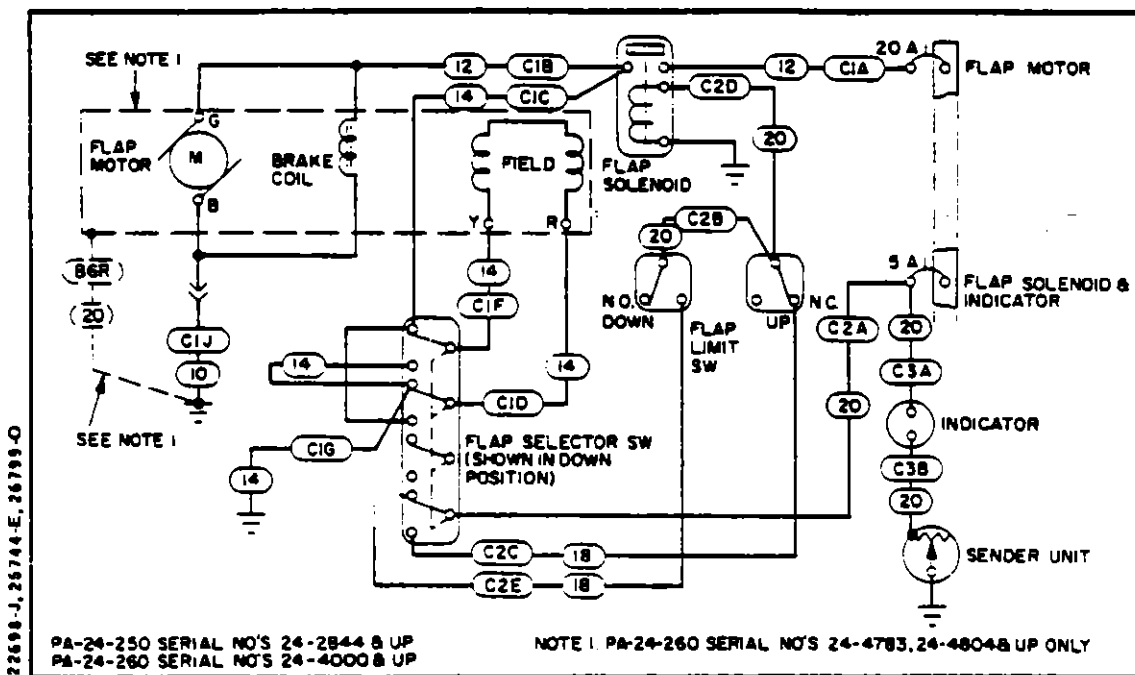 SEE NOTE 1
12
C1B
12
C1A
20 A
FLAP MOTOR
14
C1C
C2D
G
FLAP
MOTOR
M
BRAKE
COIL
FIELD
FLAP
SOLENOID
20
B
Y
R
C2B
20
B6R
20
14
C1F
5 A
FLAP SOLENOID &
INDICATOR
N.O.
DOWN
FLAP
LIMIT
SW
N.C.
UP
C2A
20
C1J
10
14
14
C1D
C3A
20
INDICATOR
SEE NOTE 1
C1G
14
FLAP SELECTOR SW
(SHOWN IN DOWN
POSITION)
C3B
20
C2C
18
C2E
18
SENDER UNIT
PA-24-250 SERIAL NO'S 24-2844 & UP
PA-24-260 SERIAL NO'S 24-4000 & UP
NOTE 1. PA-24-260 SERIAL NO'S 24-4783, 24-4804 & UP ONLY
22698-J, 26744-E, 26799-O